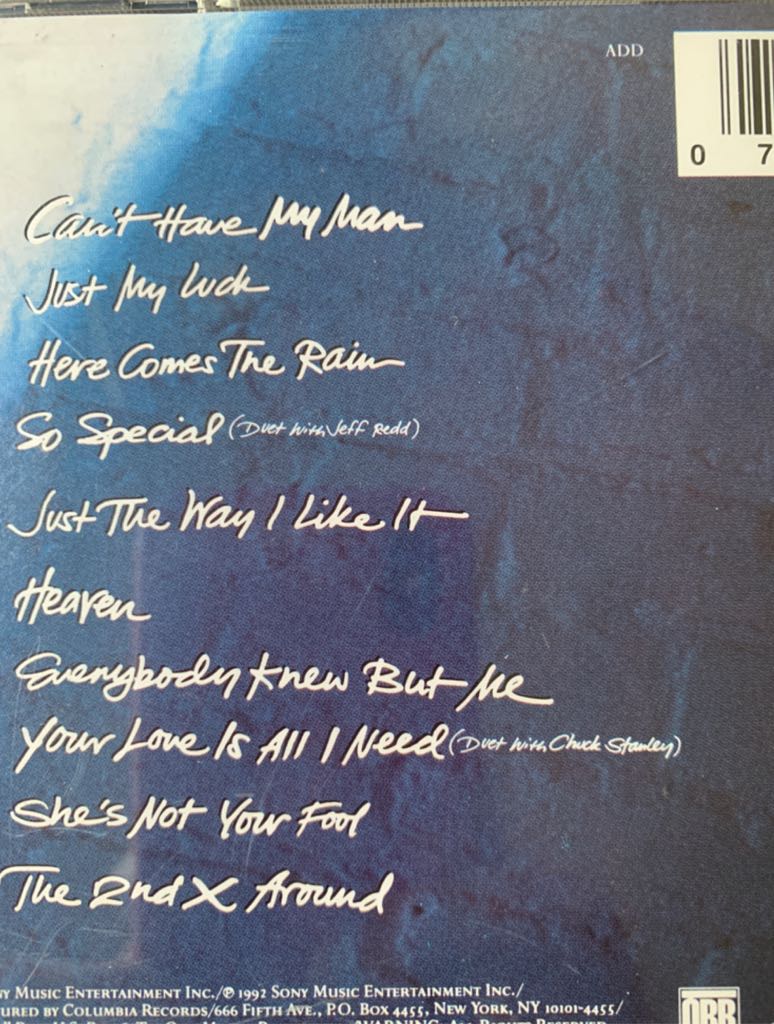 ADD
0 7
Can't Have My Man
Just My Luck
Here Comes The Rain
So Special (Duet with Jeff Redd)
Just The Way I Like It
Heaven
Everybody Knew But Me
Your Love Is All I Need (Duet with Chuck Stanley)
She's Not Your Fool
The 2nd X Around
NY MUSIC ENTERTAINMENT INC./℗ 1992 SONY MUSIC ENTERTAINMENT INC./
URED BY COLUMBIA RECORDS/666 FIFTH AVE., P.O. BOX 4455, NEW YORK, NY 10101-4455/
OBR